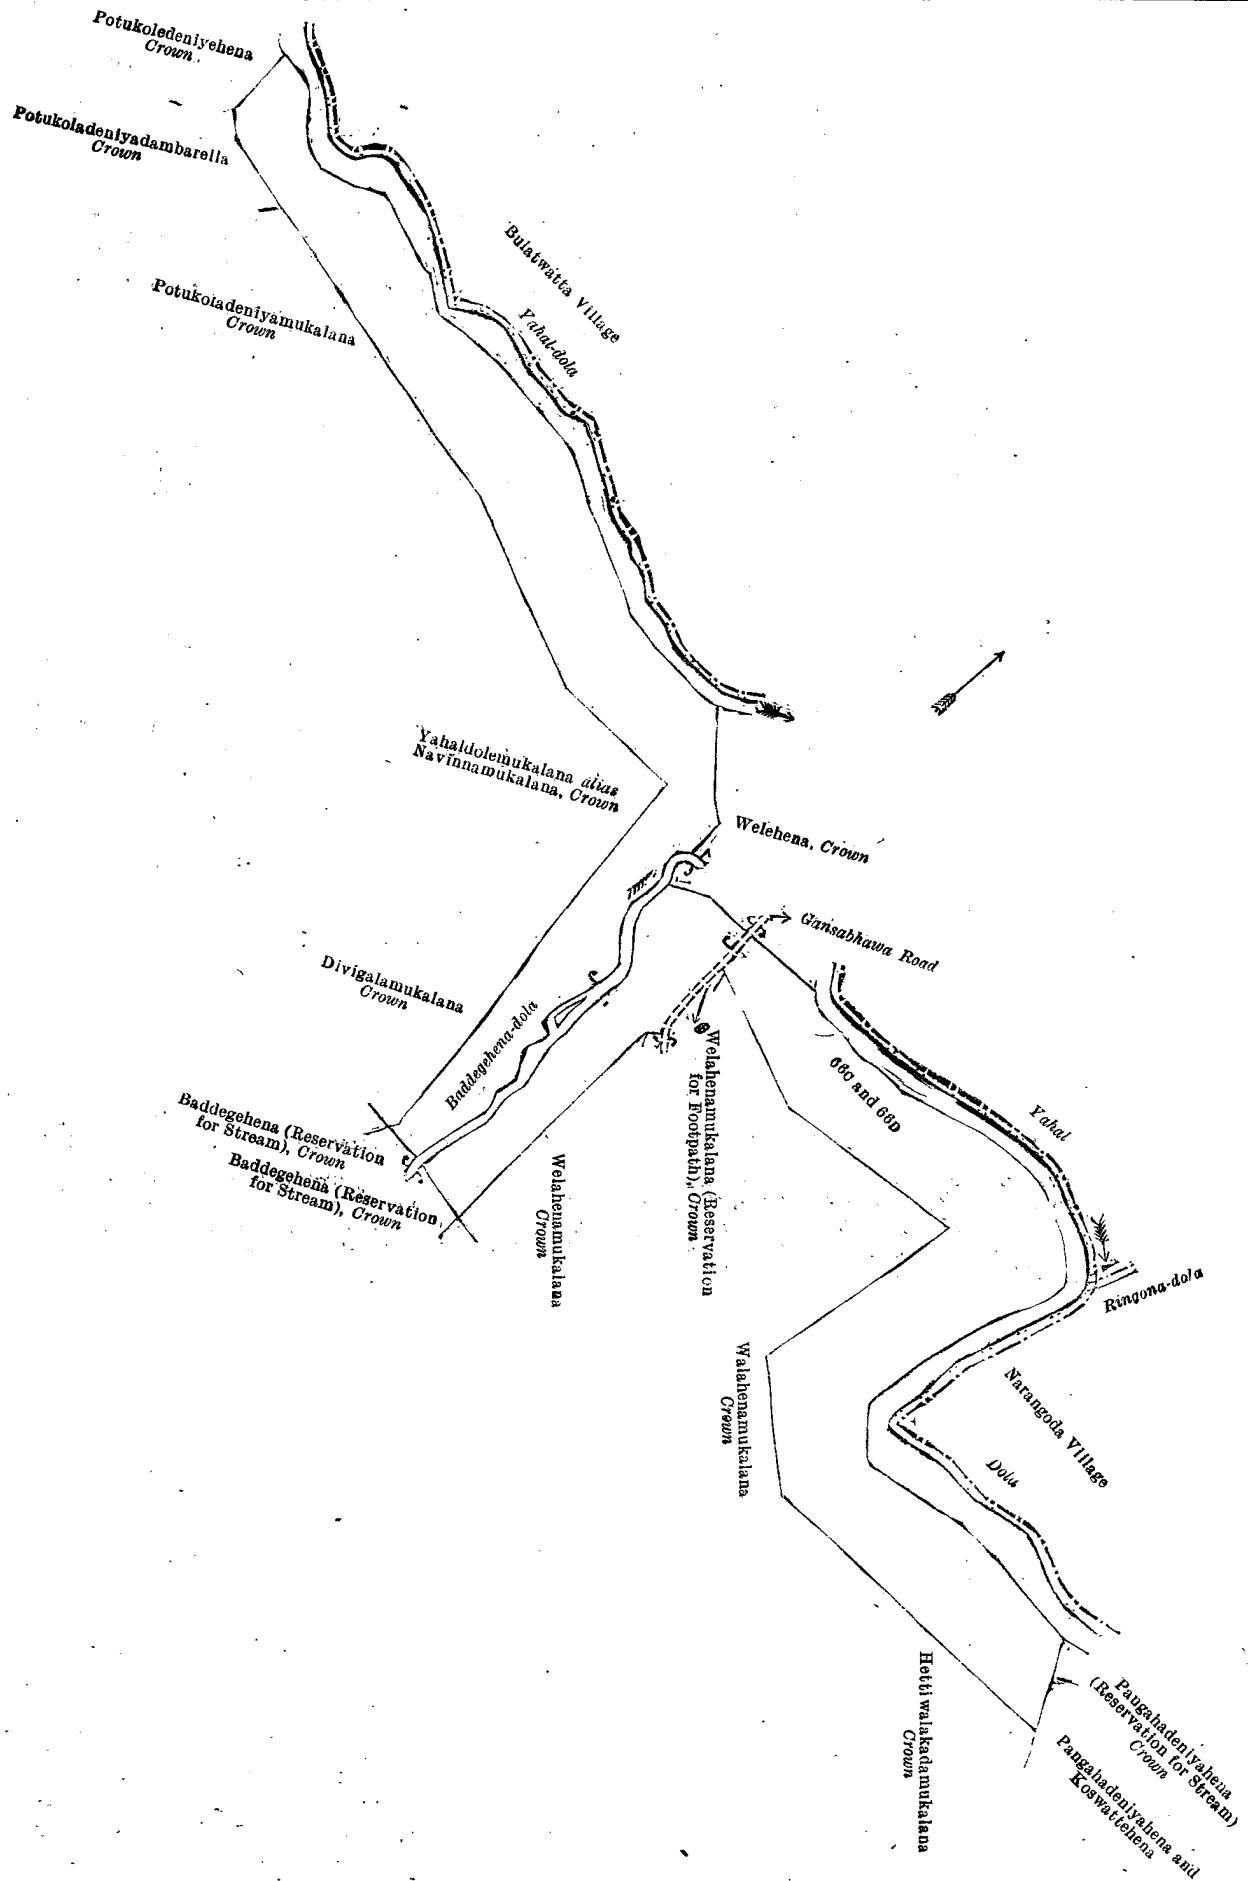 Potukoledeniyehena
Crown
Potukoladeniyadambarella
Crown
Bulatwatta Village
Yahal-dola
Potukoladeniyamukalana
Crown
Yahaldolemukalana alias
Navinnamukalana, Crown
Welehena, Crown
Gansabhawa Road
Divigalamukalana
Crown
Baddegehena-dola
Welahenamukalana (Reservation
for Footpath), Crown
66C and 66D
Yahal
Baddegehena (Reservation
for Stream), Crown
Baddegehena (Reservation
for Stream), Crown
Welahenamukalana
Crown
Ringona-dola
Walahenamukalana
Crown
Narangoda Village
Dola
Hettiwalakadamukalana
Crown
Pangahadeniyahena
(Reservation for Stream)
Crown
Pangahadeniyahena and
Koswattehena